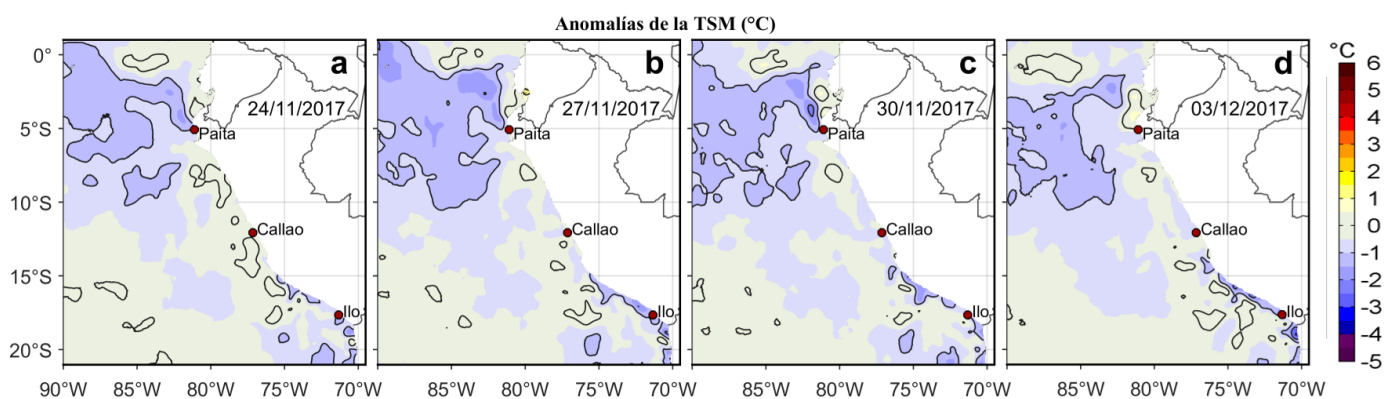 Anomalías de la TSM (°C)
a
b
c
d
°C
24/11/2017
27/11/2017
30/11/2017
03/12/2017
Paita
Paita
Paita
Paita
Callao
Callao
Callao
Callao
Ilo
Ilo
Ilo
Ilo
0°
5°S
10°S
15°S
20°S
90°W 85°W 80°W 75°W 70°W
85°W 80°W 75°W 70°W
85°W 80°W 75°W 70°W
85°W 80°W 75°W 70°W
6
5
4
3
2
1
0
-1
-2
-3
-4
-5